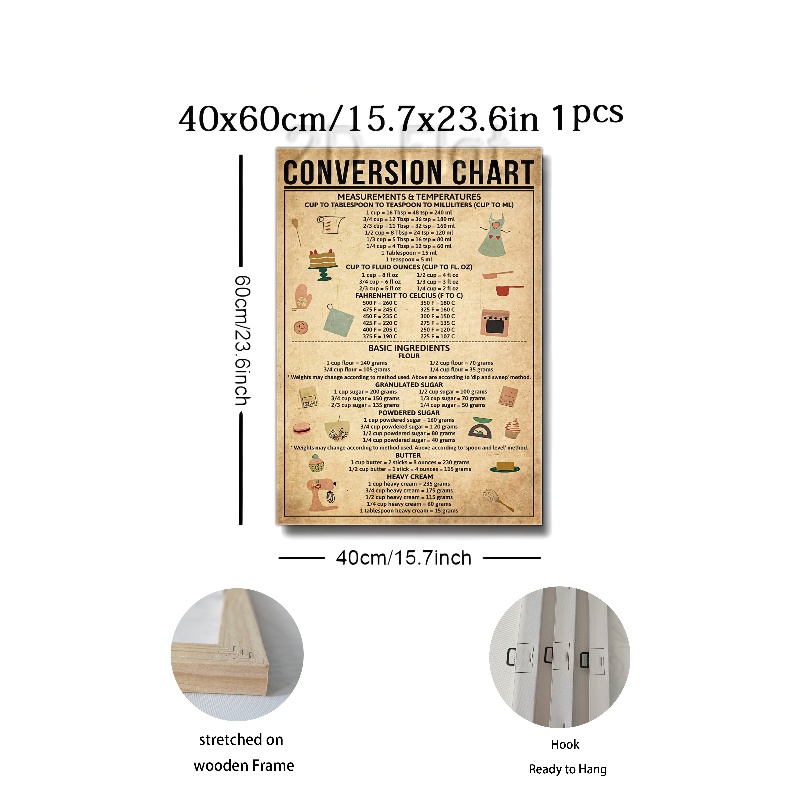 40x60cm/15.7x23.6in 1pcs
CONVERSION CHART
MEASUREMENTS & TEMPERATURES
CUP TO TABLESPOON TO TEASPOON TO MILLILITERS (CUP TO ML)
1 cup = 16 Tbsp = 48 tsp = 240 ml
3/4 cup = 12 Tbsp = 36 tsp = 180 ml
2/3 cup = 11 Tbsp = 32 tsp = 160 ml
1/2 cup = 8 Tbsp = 24 tsp = 120 ml
1/3 cup = 5 Tbsp = 16 tsp = 80 ml
1/4 cup = 4 Tbsp = 12 tsp = 60 ml
1 Tablespoon = 15 ml
1 teaspoon = 5 ml
CUP TO FLUID OUNCES (CUP TO FL. OZ)
1 cup = 8 fl oz 1/2 cup = 4 fl oz
3/4 cup = 6 fl oz 1/3 cup = 3 fl oz
2/3 cup = 5 fl oz 1/4 cup = 2 fl oz
FAHRENHEIT TO CELCIUS (F TO C)
500 F = 260 C 350 F = 180 C
475 F = 245 C 325 F = 160 C
450 F = 235 C 300 F = 150 C
425 F = 220 C 275 F = 135 C
400 F = 205 C 250 F = 120 C
375 F = 190 C 225 F = 107 C
BASIC INGREDIENTS
FLOUR
1 cup flour = 140 grams 1/2 cup flour = 70 grams
3/4 cup flour = 105 grams 1/4 cup flour = 35 grams
* Weights may change according to method used. Above are according to 'dip and sweep' method.
GRANULATED SUGAR
1 cup sugar = 200 grams 1/2 cup sugar = 100 grams
3/4 cup sugar = 150 grams 1/3 cup sugar = 70 grams
2/3 cup sugar = 135 grams 1/4 cup sugar = 50 grams
POWDERED SUGAR
1 cup powdered sugar = 160 grams
3/4 cup powdered sugar = 120 grams
1/2 cup powdered sugar = 80 grams
1/4 cup powdered sugar = 40 grams
* Weights may change according to method used. Above according to 'spoon and level' method.
BUTTER
1 cup butter = 2 sticks = 8 ounces = 230 grams
1/2 cup butter = 1 stick = 4 ounces = 115 grams
HEAVY CREAM
1 cup heavy cream = 235 grams
3/4 cup heavy cream = 175 grams
1/2 cup heavy cream = 115 grams
1/4 cup heavy cream = 60 grams
1 tablespoon heavy cream = 15 grams
60cm/23.6inch
40cm/15.7inch
stretched on
wooden Frame
Hook
Ready to Hang